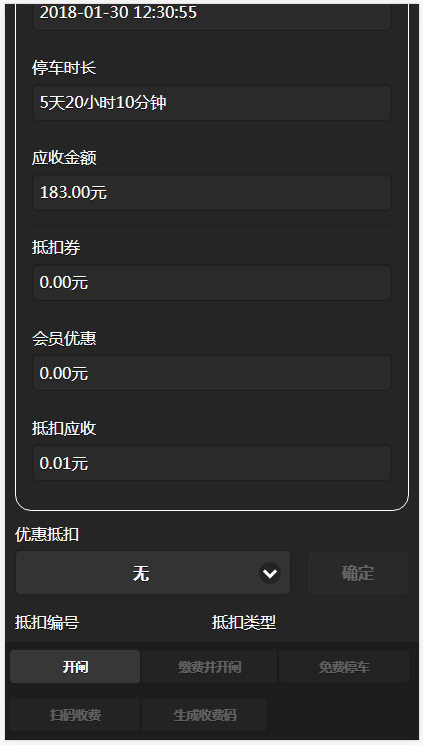 2018-01-30 12:30:55
停车时长
5天20小时10分钟
应收金额
183.00元
抵扣券
0.00元
会员优惠
0.00元
抵扣应收
0.01元
优惠抵扣
无 确定
抵扣编号 抵扣类型
开闸 缴费并开闸 免费停车
扫码收费 生成收费码